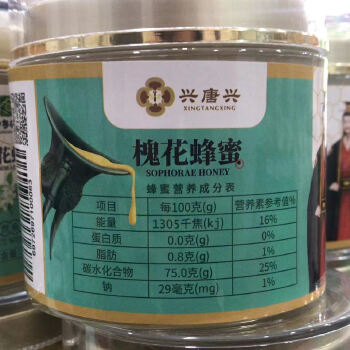 兴唐兴
XINGTANGXING
槐花蜂蜜
SOPHORAE HONEY
蜂蜜营养成分表
项目 每100克(g) 营养素参考值%
能量 1305千焦(kj) 16%
蛋白质 0.0克(g) 0%
脂肪 0.8克(g) 1%
碳水化合物 75.0克(g) 25%
钠 29毫克(mg) 1%